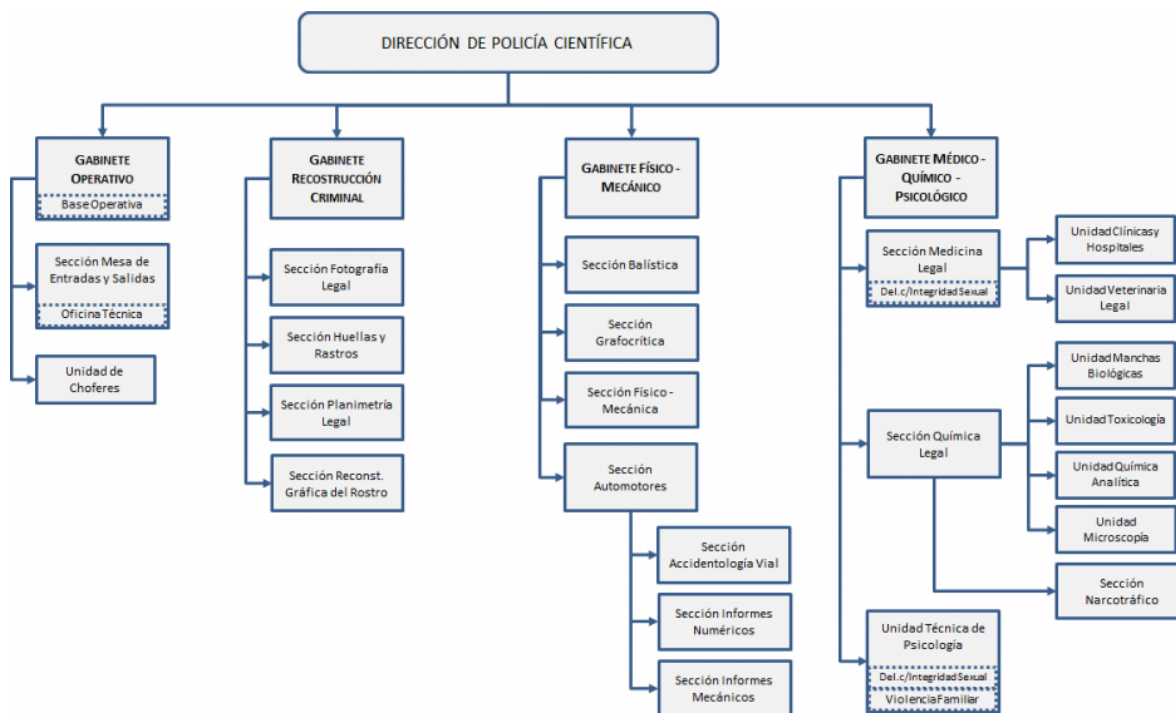 DIRECCIÓN DE POLICÍA CIENTÍFICA
GABINETE
OPERATIVO
Base Operativa
Sección Mesa de
Entradas y Salidas
Oficina Técnica
Unidad de
Choferes
GABINETE
RECOSTRUCCIÓN
CRIMINAL
Sección Fotografía
Legal
Sección Huellas y
Rastros
Sección Planimetría
Legal
Sección Reconst.
Gráfica del Rostro
GABINETE FÍSICO -
MECÁNICO
Sección Balística
Sección
Grafocrítica
Sección Físico -
Mecánica
Sección
Automotores
Sección
Accidentología Vial
Sección Informes
Numéricos
Sección Informes
Mecánicos
GABINETE MÉDICO -
QUÍMICO -
PSICOLÓGICO
Sección Medicina
Legal
Del.c/Integridad Sexual
Unidad Clínicas y
Hospitales
Unidad Veterinaria
Legal
Sección Química
Legal
Unidad Manchas
Biológicas
Unidad Toxicología
Unidad Química
Analítica
Unidad
Microscopía
Sección
Narcotráfico
Unidad Técnica de
Psicología
Del.c/Integridad Sexual
Violencia Familiar